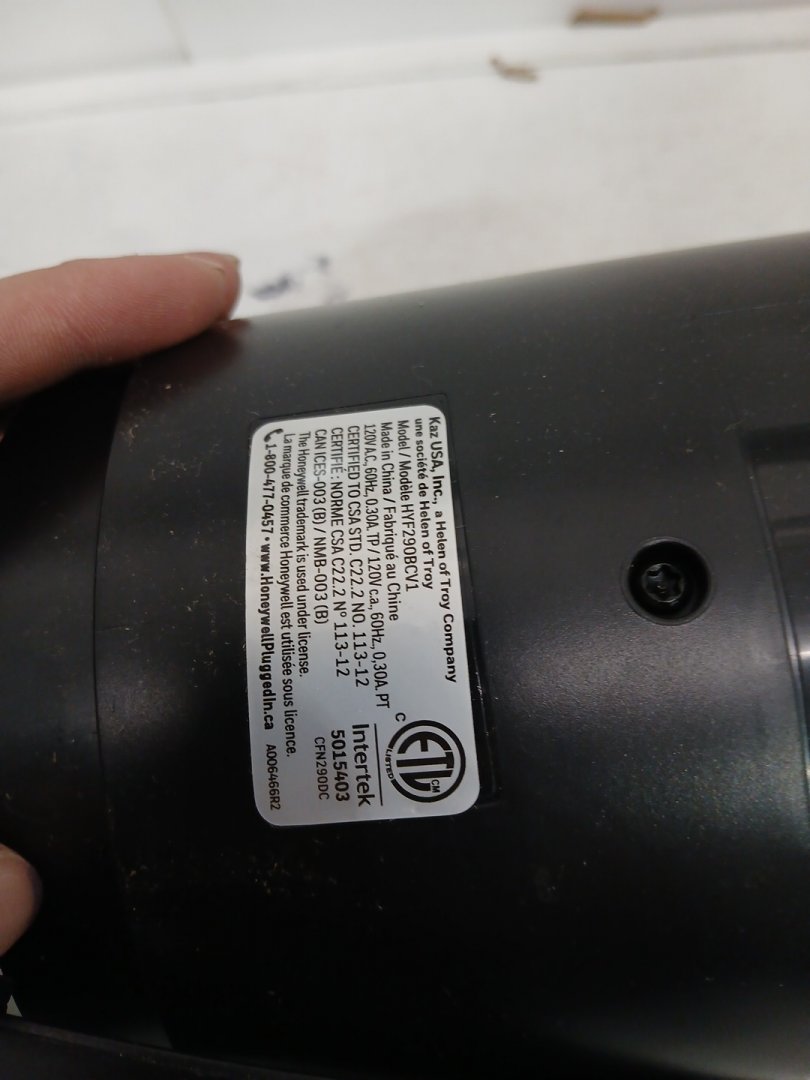 Kaz USA, Inc., a Helen of Troy Company
une société de Helen of Troy
Model / Modèle HYF290BCV1
Made in China / Fabriqué au Chine
120V A.C, 60Hz, 0.30A. TP / 120V c.a., 60Hz, 0,30A. PT
CERTIFIED TO CSA STD. C22.2 NO. 113-12
CERTIFIÉ : NORME CSA C22.2 N° 113-12
CAN ICES-003 (B) / NMB-003 (B)
The Honeywell trademark is used under license.
La marque de commerce Honeywell est utilisée sous licence.
1-800-477-0457 • www.HoneywellPluggedIn.ca
A006466R2
C
ETL
CM
LISTED
Intertek
5015403
CFN290DC